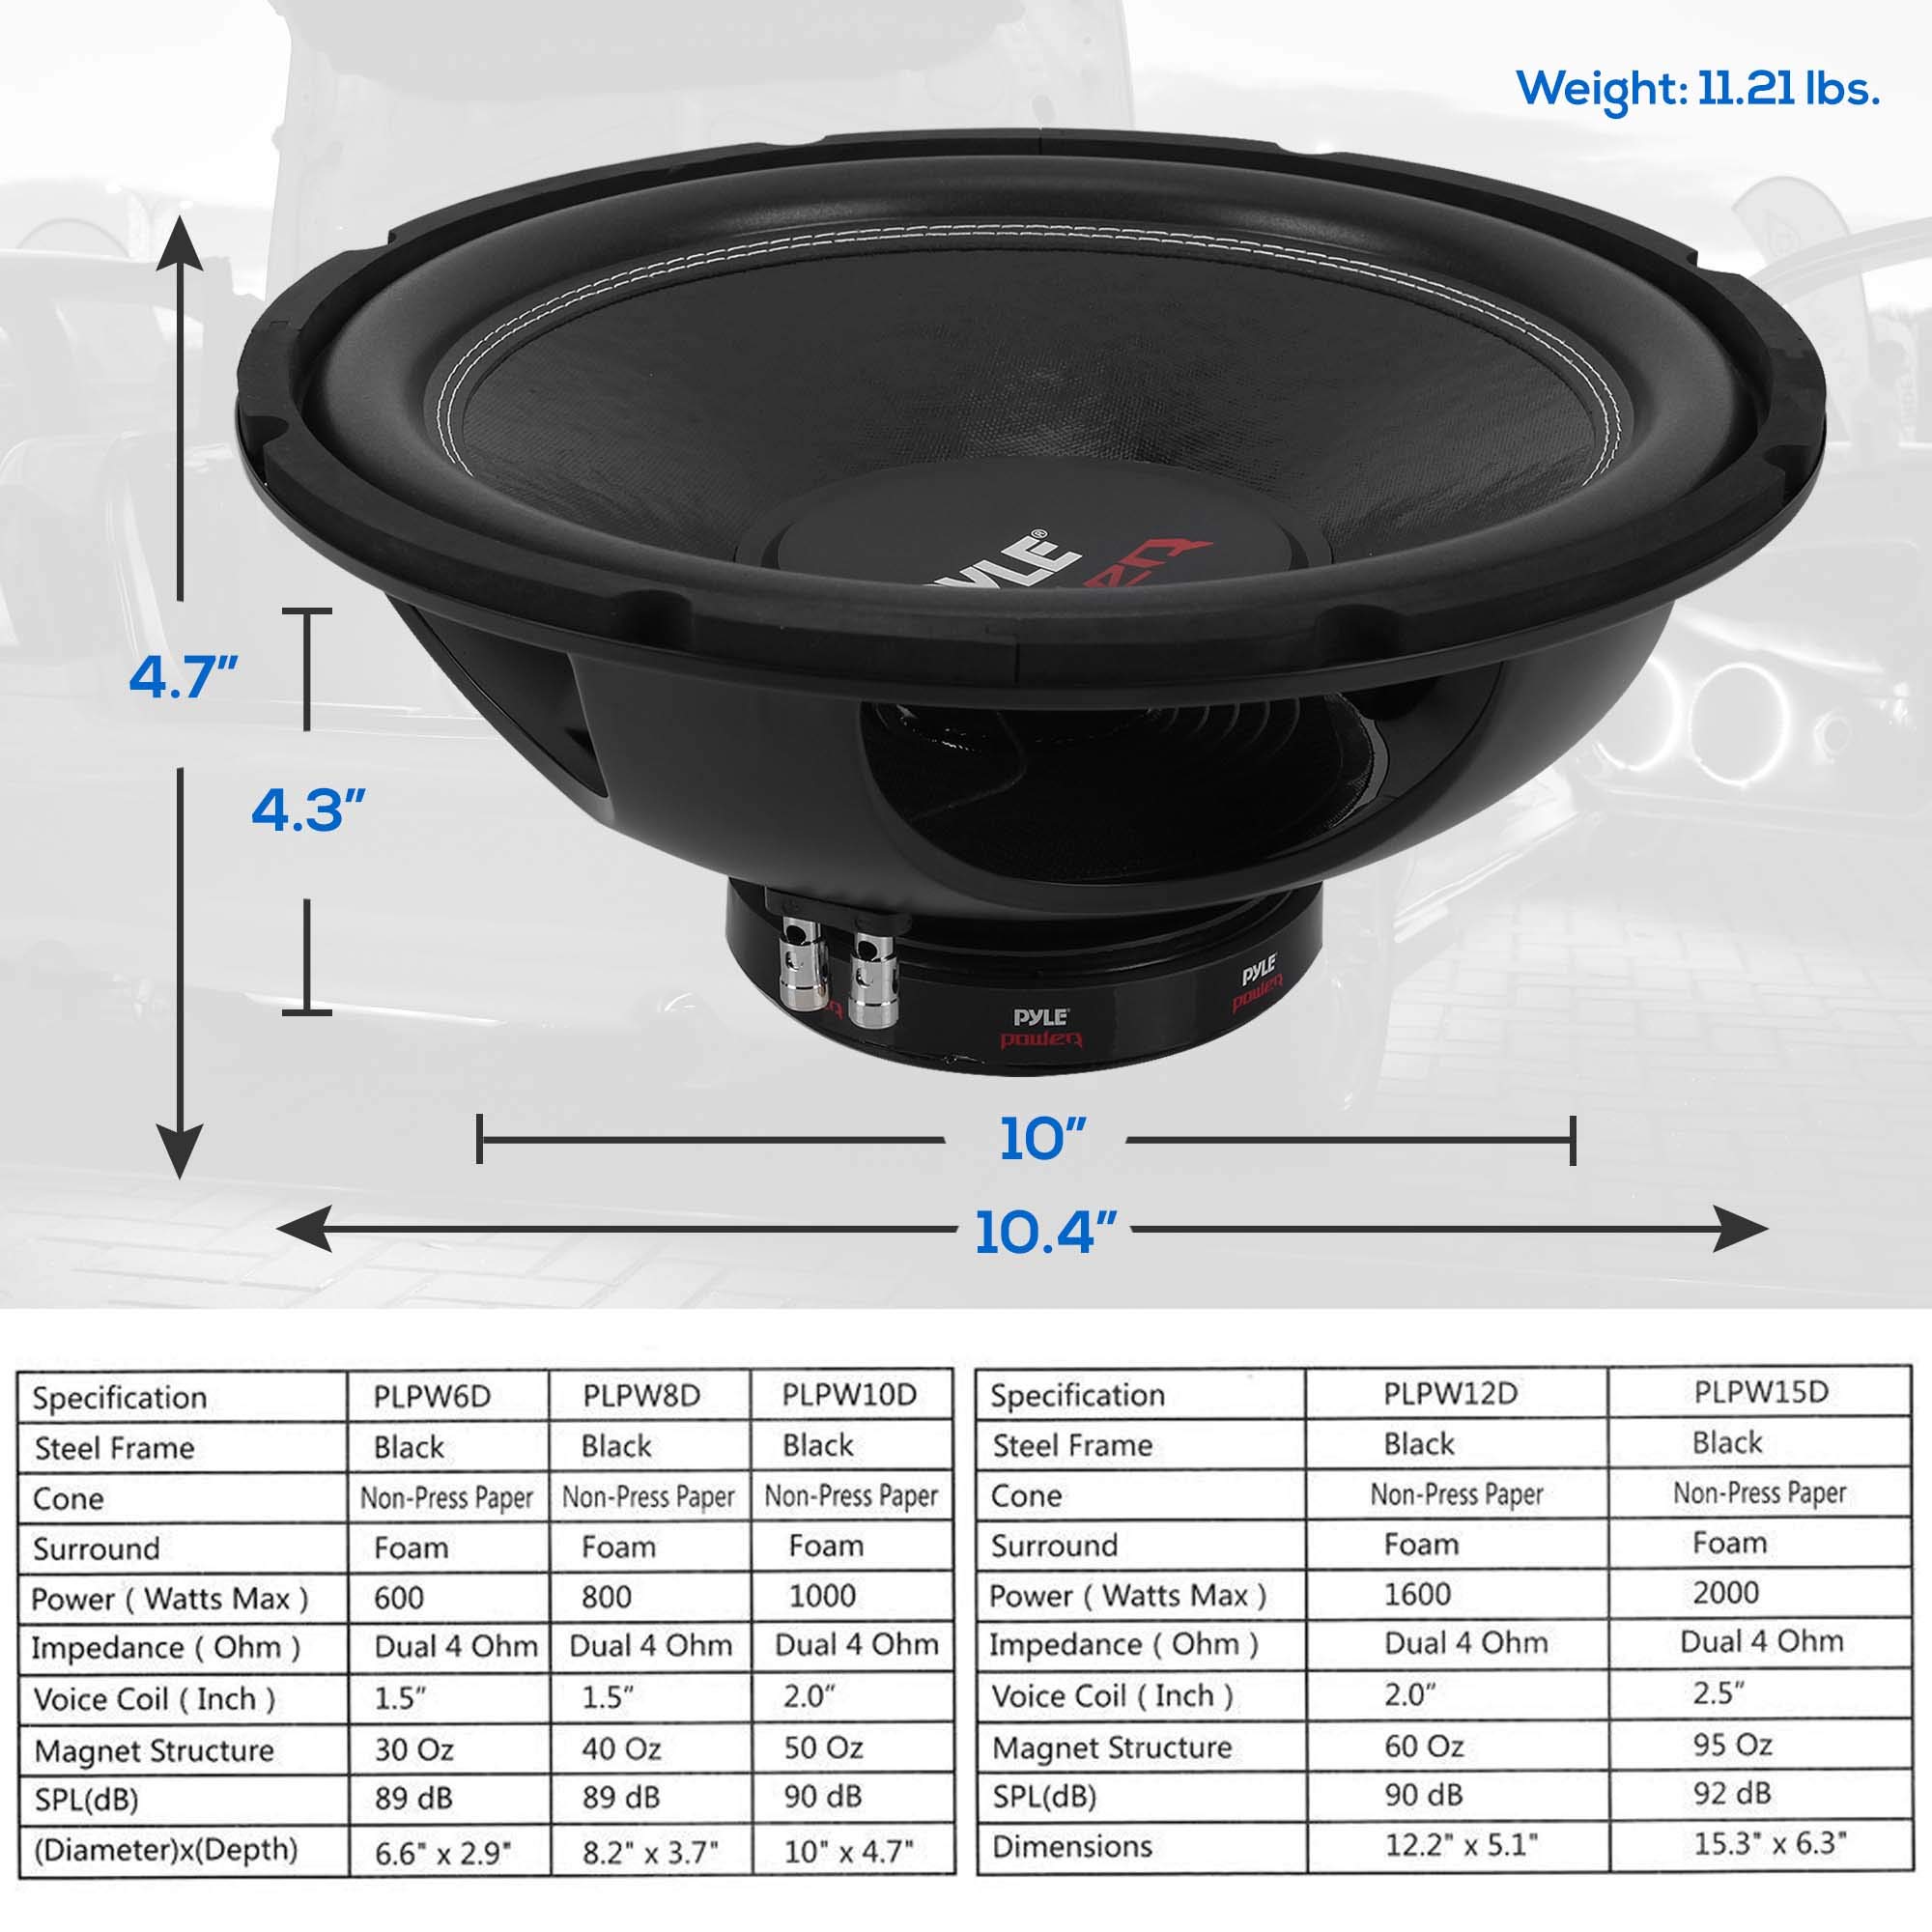 Weight: 11.21 lbs.
PYLE®
4.7″
4.3″
PYLE
power
PYLE
power
10″
10.4″
Specification PLPW6D PLPW8D PLPW10D
Steel Frame Black Black Black
Cone Non-Press Paper Non-Press Paper Non-Press Paper
Surround Foam Foam Foam
Power ( Watts Max ) 600 800 1000
Impedance ( Ohm ) Dual 4 Ohm Dual 4 Ohm Dual 4 Ohm
Voice Coil ( Inch ) 1.5″ 1.5″ 2.0″
Magnet Structure 30 Oz 40 Oz 50 Oz
SPL(dB) 89 dB 89 dB 90 dB
(Diameter)x(Depth) 6.6" x 2.9" 8.2" x 3.7" 10" x 4.7"
Specification PLPW12D PLPW15D
Steel Frame Black Black
Cone Non-Press Paper Non-Press Paper
Surround Foam Foam
Power ( Watts Max ) 1600 2000
Impedance ( Ohm ) Dual 4 Ohm Dual 4 Ohm
Voice Coil ( Inch ) 2.0″ 2.5″
Magnet Structure 60 Oz 95 Oz
SPL(dB) 90 dB 92 dB
Dimensions 12.2" x 5.1" 15.3" x 6.3"